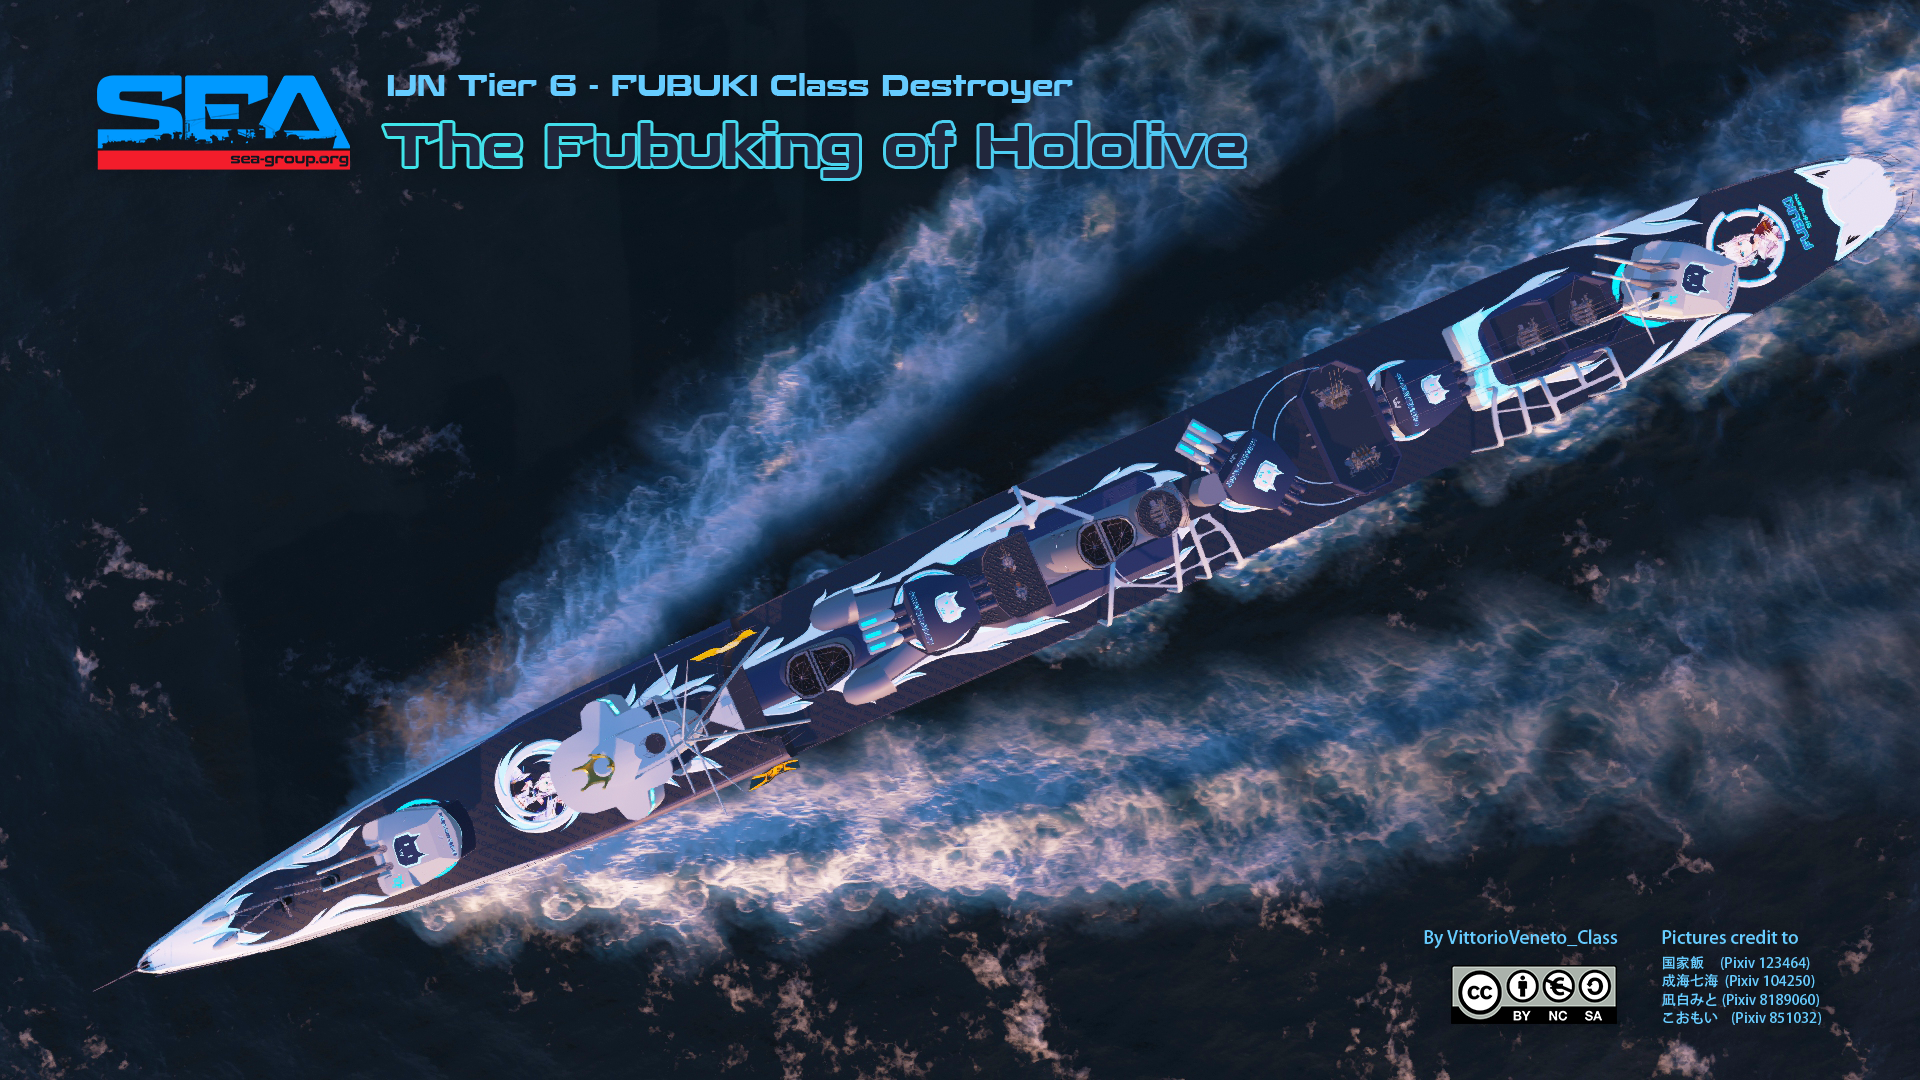 SEA
sea-group.org
IJN Tier 6 - FUBUKI Class Destroyer
The Fubuking of Hololive
FUBUKI
By VittorioVeneto_Class
cc
BY NC SA
Pictures credit to
国家飯 (Pixiv 123464)
成海七海 (Pixiv 104250)
凪白みと (Pixiv 8189060)
こおもい (Pixiv 851032)